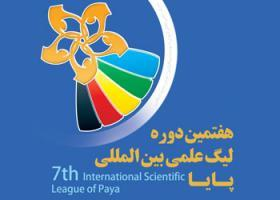 هفتمین دوره
لیگ علمی بین المللی
پایا
7th International Scientific
League of Paya